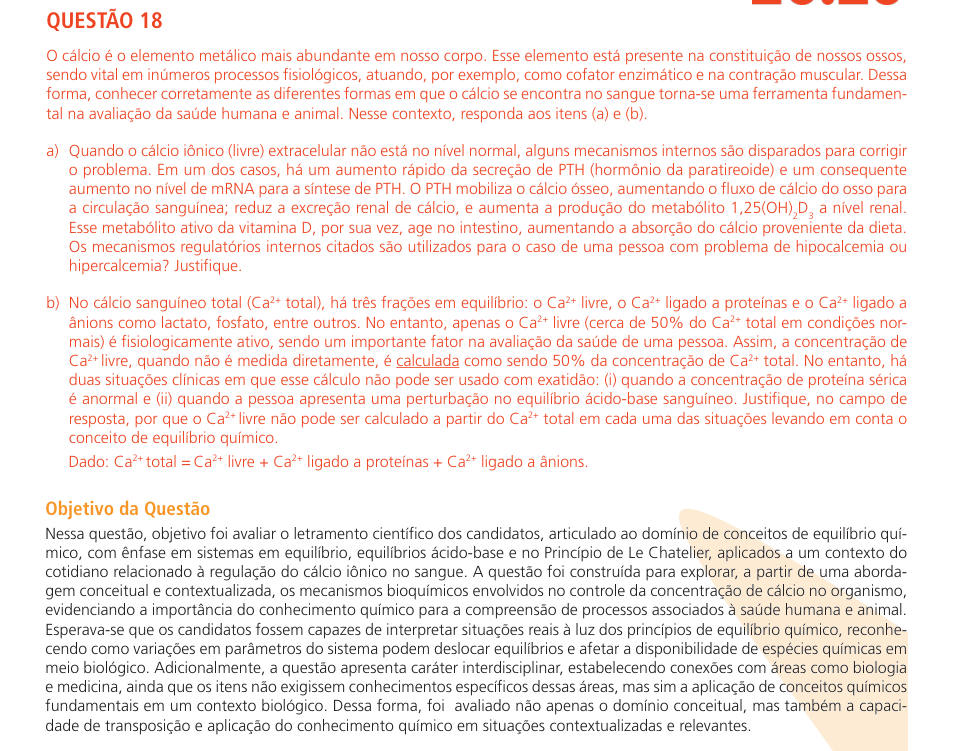 QUESTÃO 18
O cálcio é o elemento metálico mais abundante em nosso corpo. Esse elemento está presente na constituição de nossos ossos,
sendo vital em inúmeros processos fisiológicos, atuando, por exemplo, como cofator enzimático e na contração muscular. Dessa
forma, conhecer corretamente as diferentes formas em que o cálcio se encontra no sangue torna-se uma ferramenta fundamen-
tal na avaliação da saúde humana e animal. Nesse contexto, responda aos itens (a) e (b).
a) Quando o cálcio iônico (livre) extracelular não está no nível normal, alguns mecanismos internos são disparados para corrigir
o problema. Em um dos casos, há um aumento rápido da secreção de PTH (hormônio da paratireoide) e um consequente
aumento no nível de mRNA para a síntese de PTH. O PTH mobiliza o cálcio ósseo, aumentando o fluxo de cálcio do osso para
a circulação sanguínea; reduz a excreção renal de cálcio, e aumenta a produção do metabólito 1,25(OH)₂D₃ a nível renal.
Esse metabólito ativo da vitamina D, por sua vez, age no intestino, aumentando a absorção do cálcio proveniente da dieta.
Os mecanismos regulatórios internos citados são utilizados para o caso de uma pessoa com problema de hipocalcemia ou
hipercalcemia? Justifique.
b) No cálcio sanguíneo total (Ca²⁺ total), há três frações em equilíbrio: o Ca²⁺ livre, o Ca²⁺ ligado a proteínas e o Ca²⁺ ligado a
ânions como lactato, fosfato, entre outros. No entanto, apenas o Ca²⁺ livre (cerca de 50% do Ca²⁺ total em condições nor-
mais) é fisiologicamente ativo, sendo um importante fator na avaliação da saúde de uma pessoa. Assim, a concentração de
Ca²⁺ livre, quando não é medida diretamente, é calculada como sendo 50% da concentração de Ca²⁺ total. No entanto, há
duas situações clínicas em que esse cálculo não pode ser usado com exatidão: (i) quando a concentração de proteína sérica
é anormal e (ii) quando a pessoa apresenta uma perturbação no equilíbrio ácido-base sanguíneo. Justifique, no campo de
resposta, por que o Ca²⁺ livre não pode ser calculado a partir do Ca²⁺ total em cada uma das situações levando em conta o
conceito de equilíbrio químico.
Dado: Ca²⁺ total = Ca²⁺ livre + Ca²⁺ ligado a proteínas + Ca²⁺ ligado a ânions.
Objetivo da Questão
Nessa questão, objetivo foi avaliar o letramento científico dos candidatos, articulado ao domínio de conceitos de equilíbrio quí-
mico, com ênfase em sistemas em equilíbrio, equilíbrios ácido-base e no Princípio de Le Chatelier, aplicados a um contexto do
cotidiano relacionado à regulação do cálcio iônico no sangue. A questão foi construída para explorar, a partir de uma aborda-
gem conceitual e contextualizada, os mecanismos bioquímicos envolvidos no controle da concentração de cálcio no organismo,
evidenciando a importância do conhecimento químico para a compreensão de processos associados à saúde humana e animal.
Esperava-se que os candidatos fossem capazes de interpretar situações reais à luz dos princípios de equilíbrio químico, reconhe-
cendo como variações em parâmetros do sistema podem deslocar equilíbrios e afetar a disponibilidade de espécies químicas em
meio biológico. Adicionalmente, a questão apresenta caráter interdisciplinar, estabelecendo conexões com áreas como biologia
e medicina, ainda que os itens não exigissem conhecimentos específicos dessas áreas, mas sim a aplicação de conceitos químicos
fundamentais em um contexto biológico. Dessa forma, foi avaliado não apenas o domínio conceitual, mas também a capaci-
dade de transposição e aplicação do conhecimento químico em situações contextualizadas e relevantes.